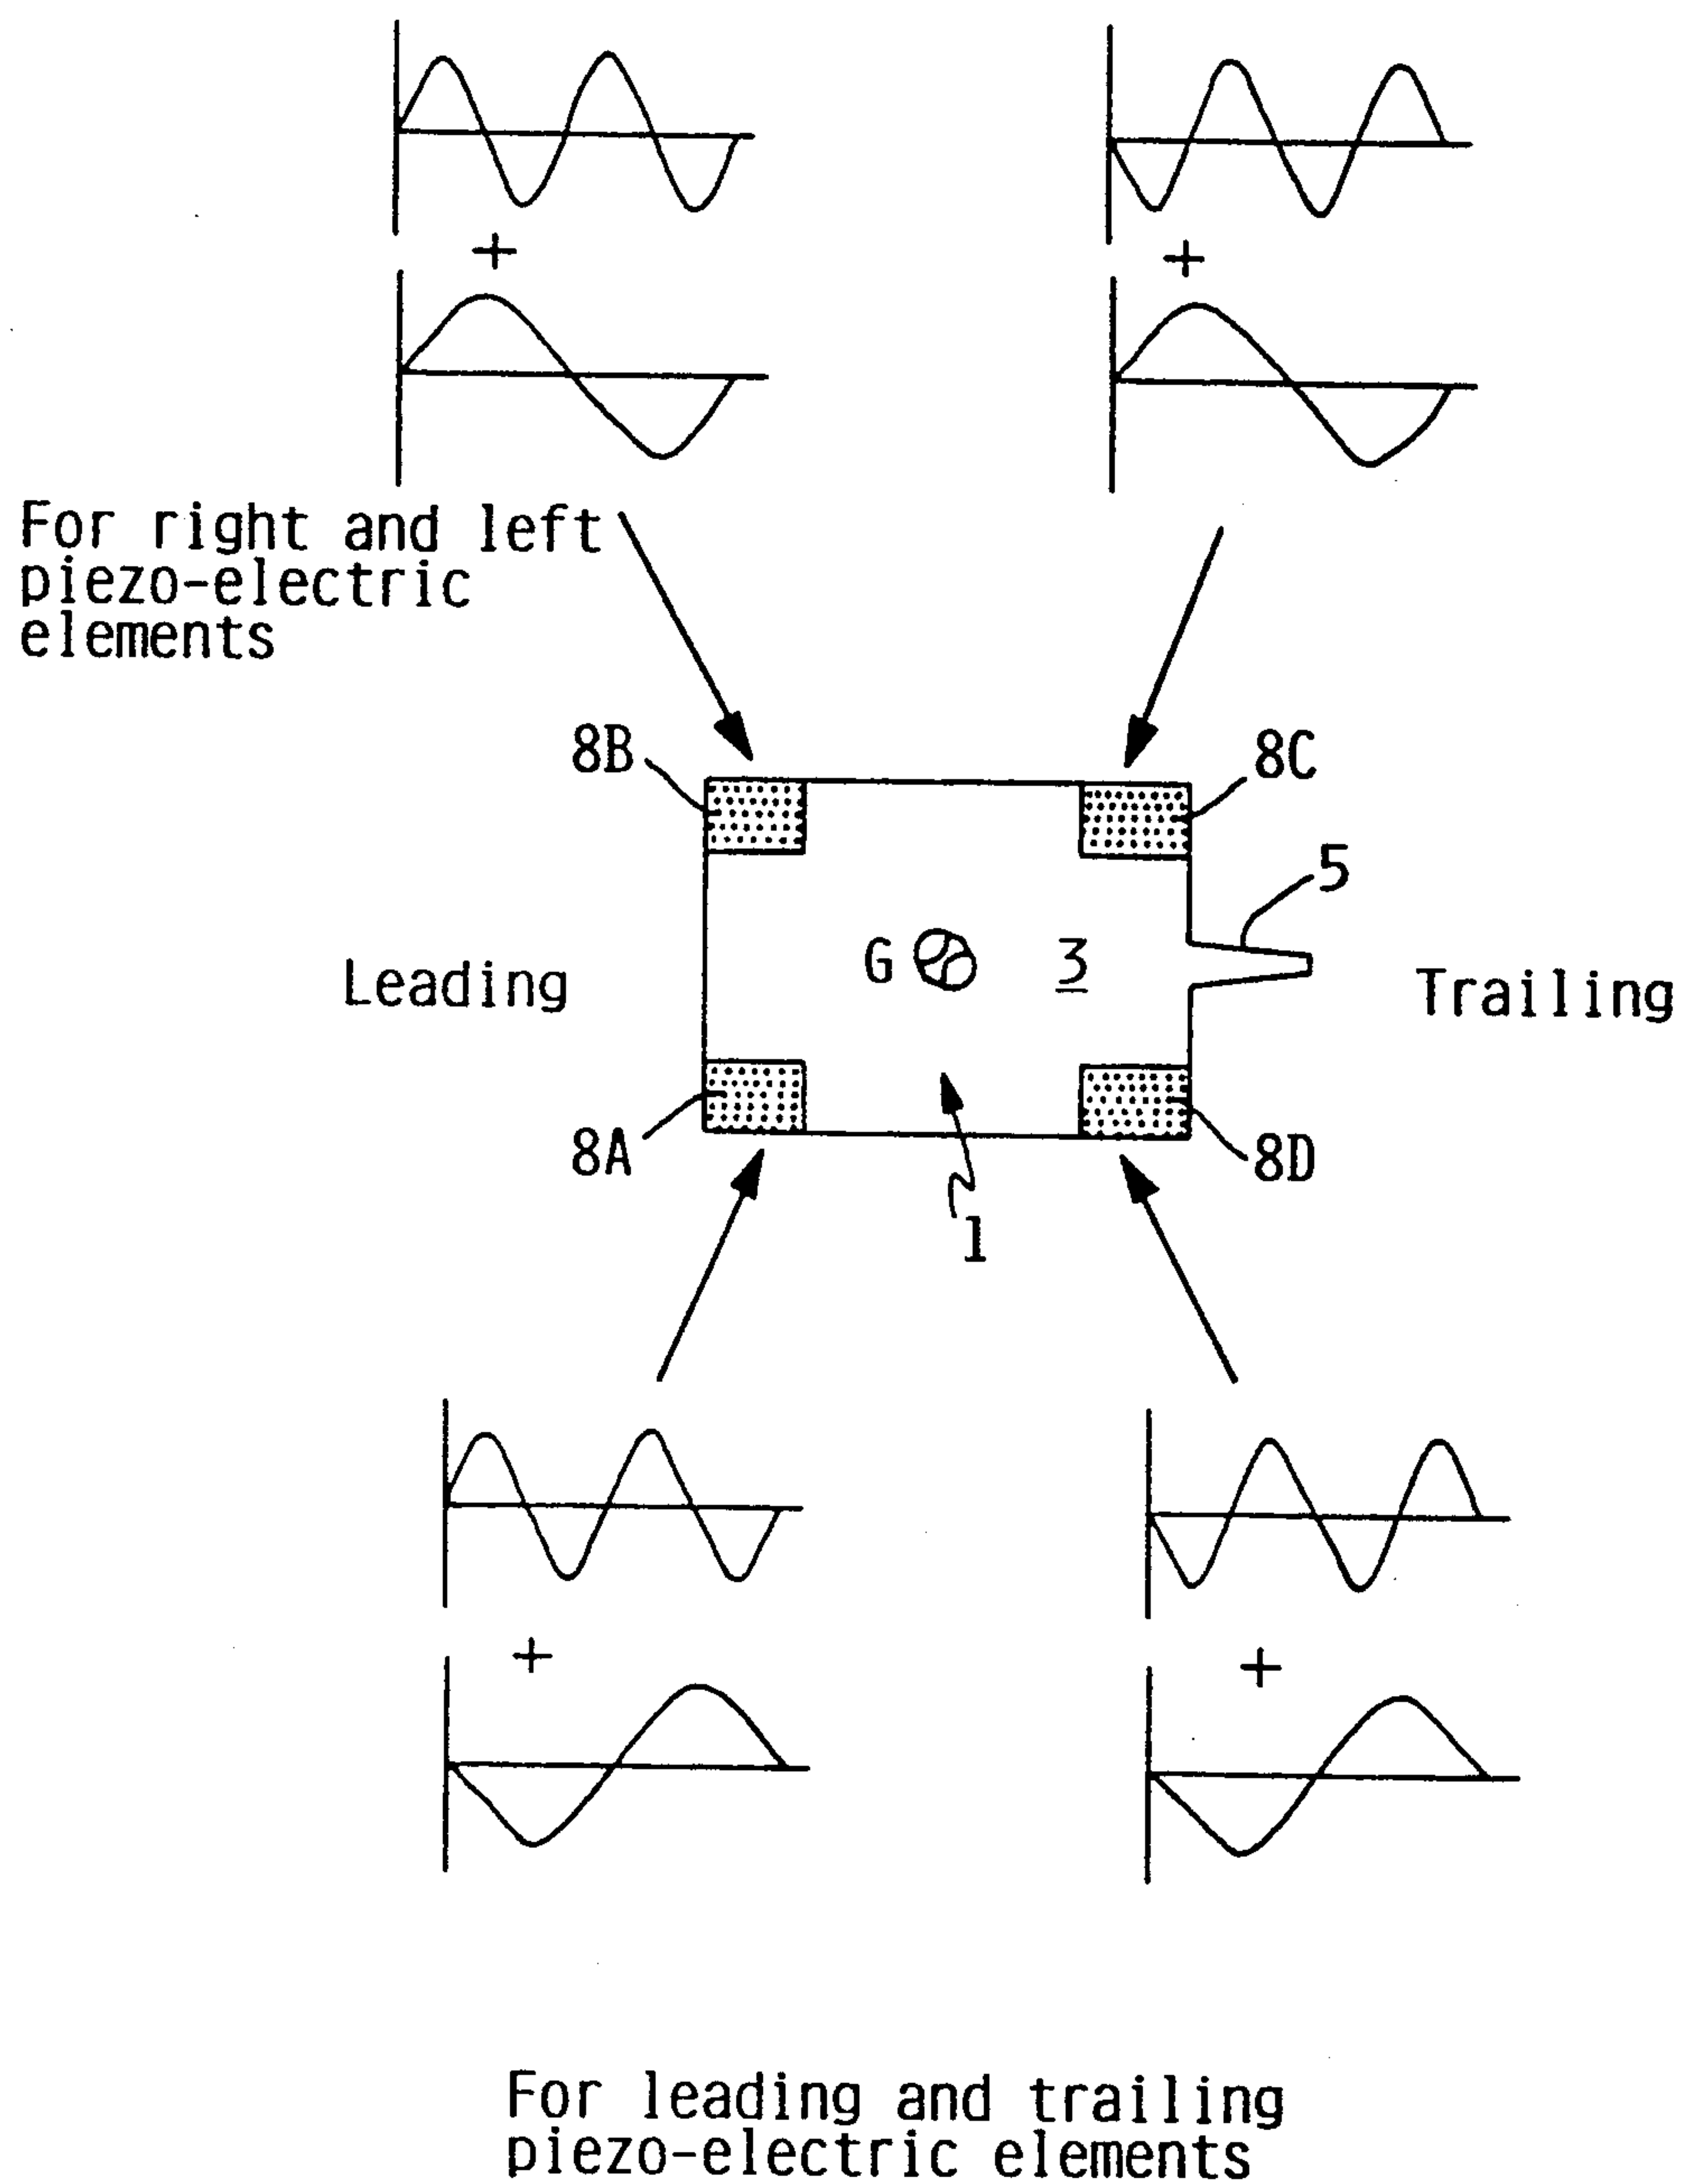 +
+
For right and left
piezo-electric
elements
8B
8C
5
G
3
Leading
Trailing
8A
8D
1
+
+
For leading and trailing
piezo-electric elements